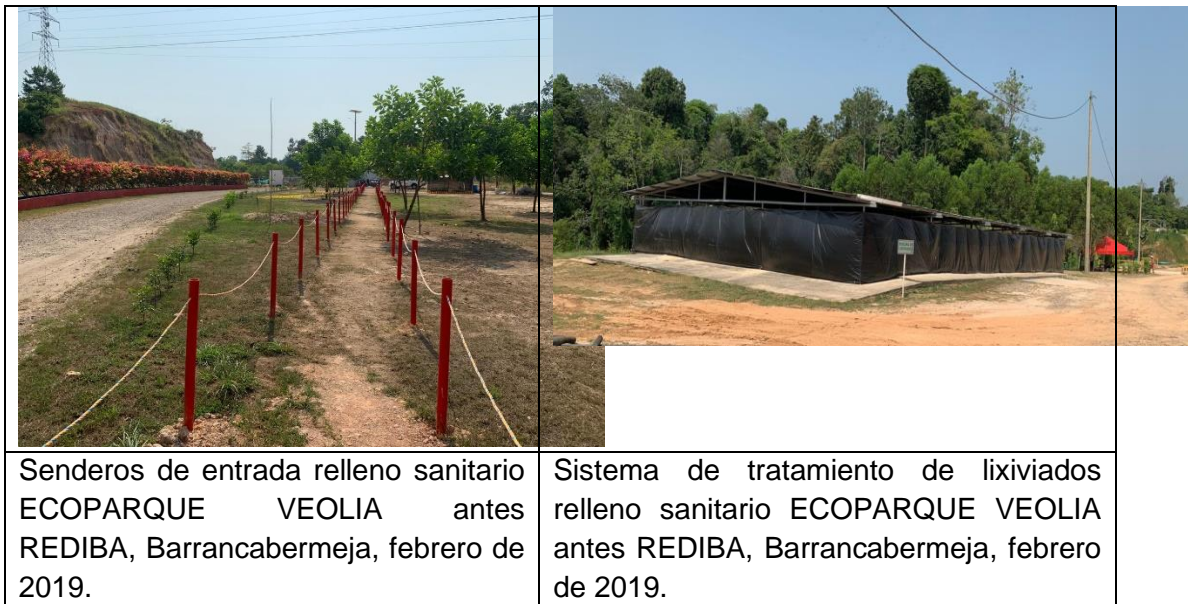 Senderos de entrada relleno sanitario
ECOPARQUE VEOLIA antes
REDIBA, Barrancabermeja, febrero de
2019.
Sistema de tratamiento de lixiviados
relleno sanitario ECOPARQUE VEOLIA
antes REDIBA, Barrancabermeja, febrero
de 2019.